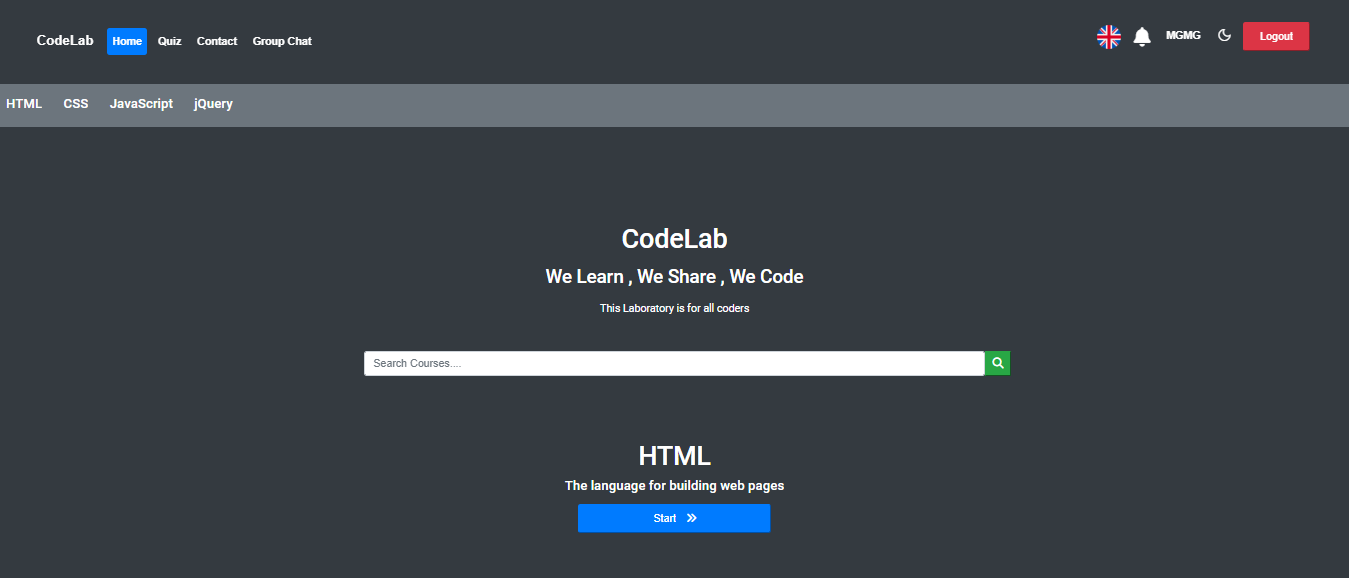 CodeLab Home Quiz Contact Group Chat MGMG Logout
HTML CSS JavaScript jQuery
CodeLab
We Learn , We Share , We Code
This Laboratory is for all coders
Search Courses....
HTML
The language for building web pages
Start